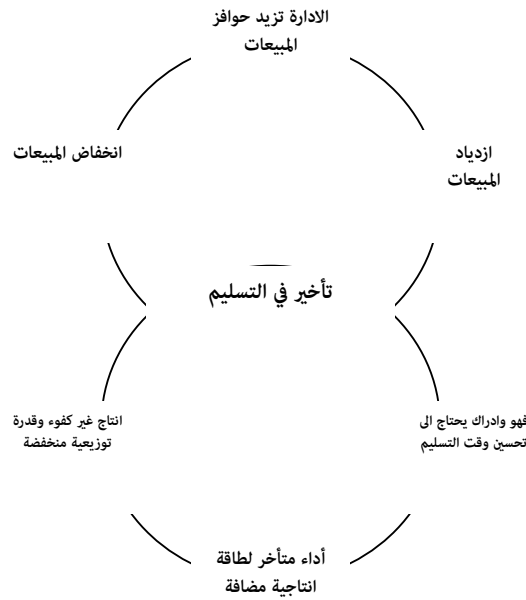 الادارة تزيد حوافز
المبيعات
ازدياد
المبيعات
انخفاض المبيعات
تأخير في التسليم
فهو وادراك يحتاج الى
تحسين وقت التسليم
انتاج غير كفوء وقدرة
توزيعية منخفضة
أداء متأخر لطاقة
انتاجية مضافة